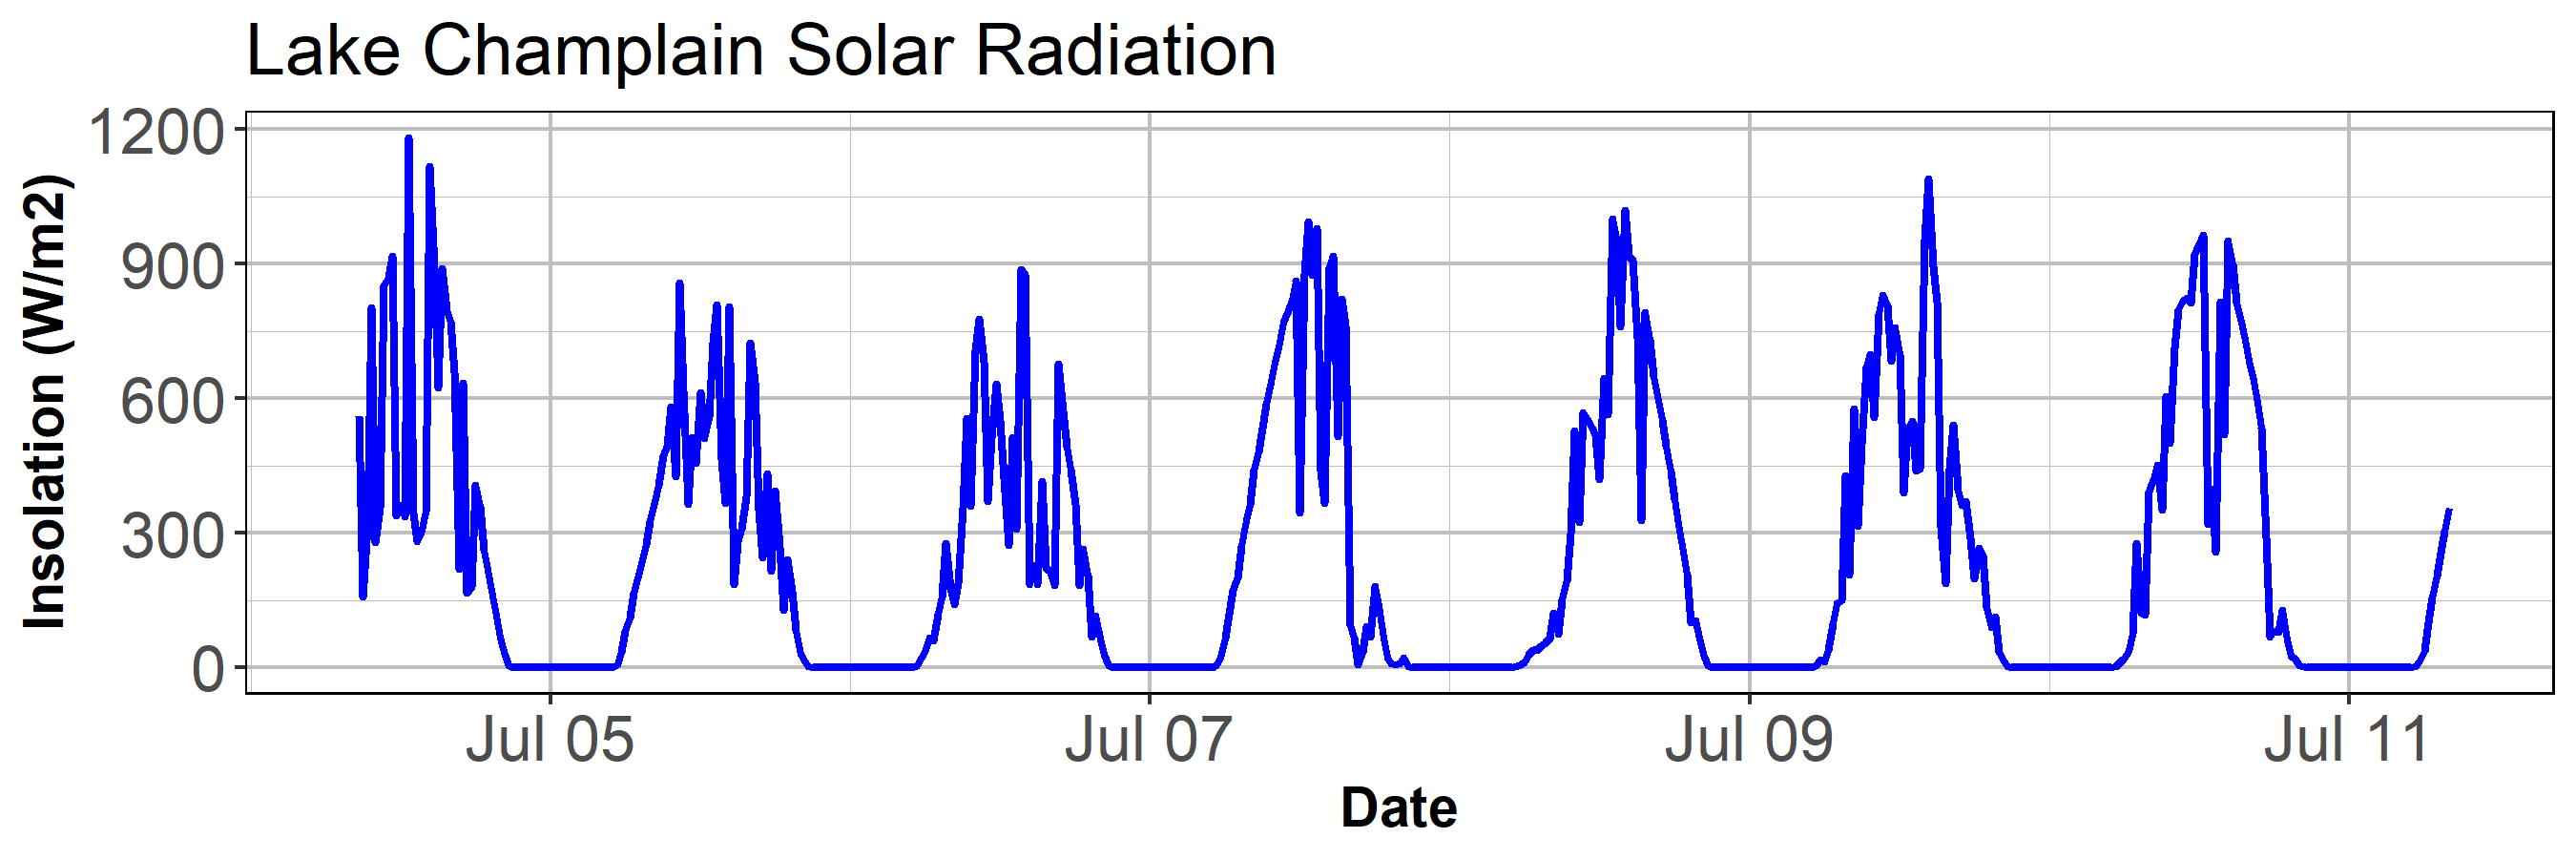 Lake Champlain Solar Radiation
1200
900
600
300
0
Insolation (W/m2)
Jul 05 Jul 07 Jul 09 Jul 11
Date